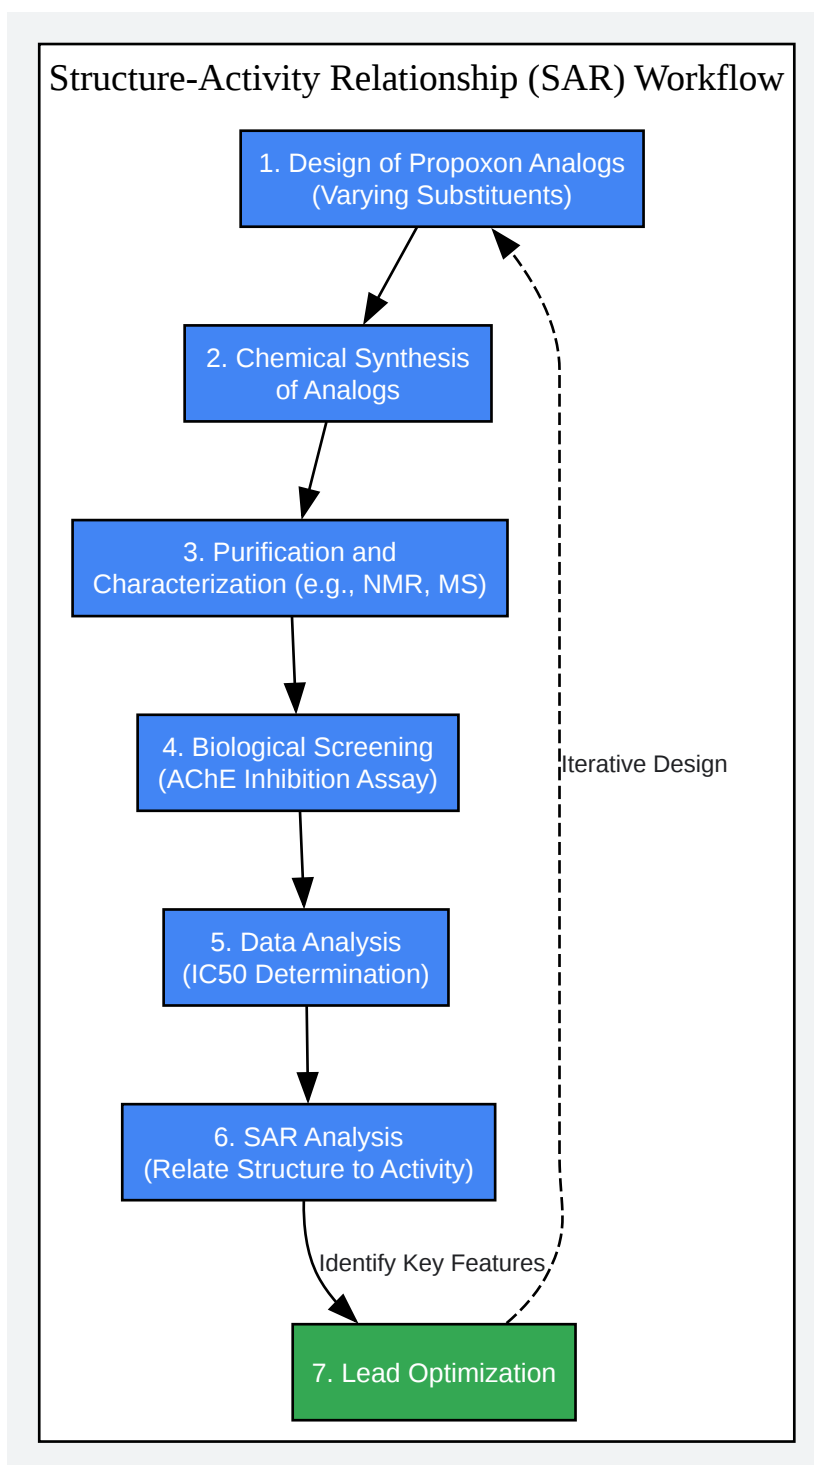 Structure-Activity Relationship (SAR) Workflow
1. Design of Propoxon Analogs
(Varying Substituents)
2. Chemical Synthesis
of Analogs
3. Purification and
Characterization (e.g., NMR, MS)
4. Biological Screening
(AChE Inhibition Assay)
Iterative Design
5. Data Analysis
(IC50 Determination)
6. SAR Analysis
(Relate Structure to Activity)
Identify Key Features
7. Lead Optimization